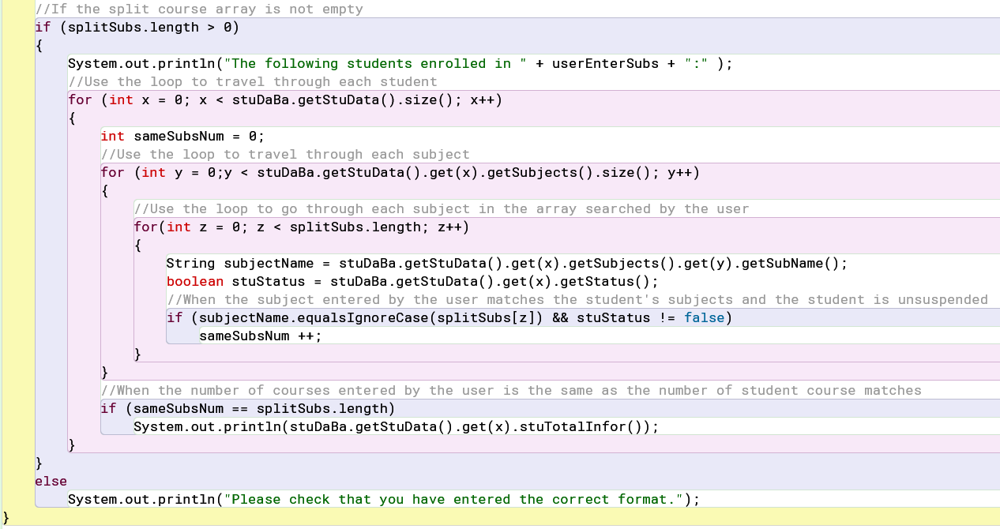 //If the split course array is not empty
if (splitSubs.length > 0)
{
System.out.println("The following students enrolled in " + userEnterSubs + ":" );
//Use the loop to travel through each student
for (int x = 0; x < stuDaBa.getStuData().size(); x++)
{
int sameSubsNum = 0;
//Use the loop to travel through each subject
for (int y = 0;y < stuDaBa.getStuData().get(x).getSubjects().size(); y++)
{
//Use the loop to go through each subject in the array searched by the user
for(int z = 0; z < splitSubs.length; z++)
{
String subjectName = stuDaBa.getStuData().get(x).getSubjects().get(y).getSubName();
boolean stuStatus = stuDaBa.getStuData().get(x).getStatus();
//When the subject entered by the user matches the student's subjects and the student is unsuspended
if (subjectName.equalsIgnoreCase(splitSubs[z]) && stuStatus != false)
sameSubsNum ++;
}
}
//When the number of courses entered by the user is the same as the number of student course matches
if (sameSubsNum == splitSubs.length)
System.out.println(stuDaBa.getStuData().get(x).stuTotalInfor());
}
}
else
System.out.println("Please check that you have entered the correct format.");
}